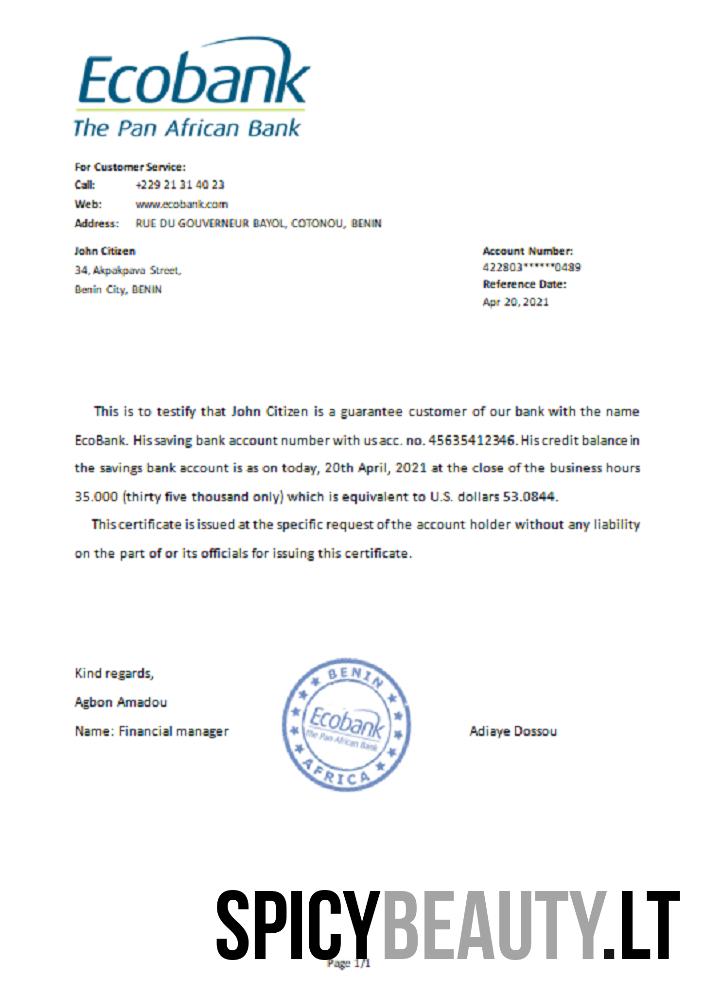 Ecobank
The Pan African Bank
For Customer Service:
Call: +229 21 31 40 23
Web: www.ecobank.com
Address: RUE DU GOUVERNEUR BAYOL, COTONOU, BENIN
John Citizen
34, Akpakpava Street,
Benin City, BENIN
Account Number:
422803******0489
Reference Date:
Apr 20, 2021
This is to testify that John Citizen is a guarantee customer of our bank with the name
EcoBank. His saving bank account number with us acc. no. 45635412346. His credit balance in
the savings bank account is as on today, 20th April, 2021 at the close of the business hours
35.000 (thirty five thousand only) which is equivalent to U.S. dollars 53.0844.
This certificate is issued at the specific request of the account holder without any liability
on the part of or its officials for issuing this certificate.
Kind regards,
Agbon Amadou
Name: Financial manager
BENIN
Ecobank
The Pan African Bank
AFRICA
Adiaye Dossou
SPICYBEAUTY.LT
Page 1/1